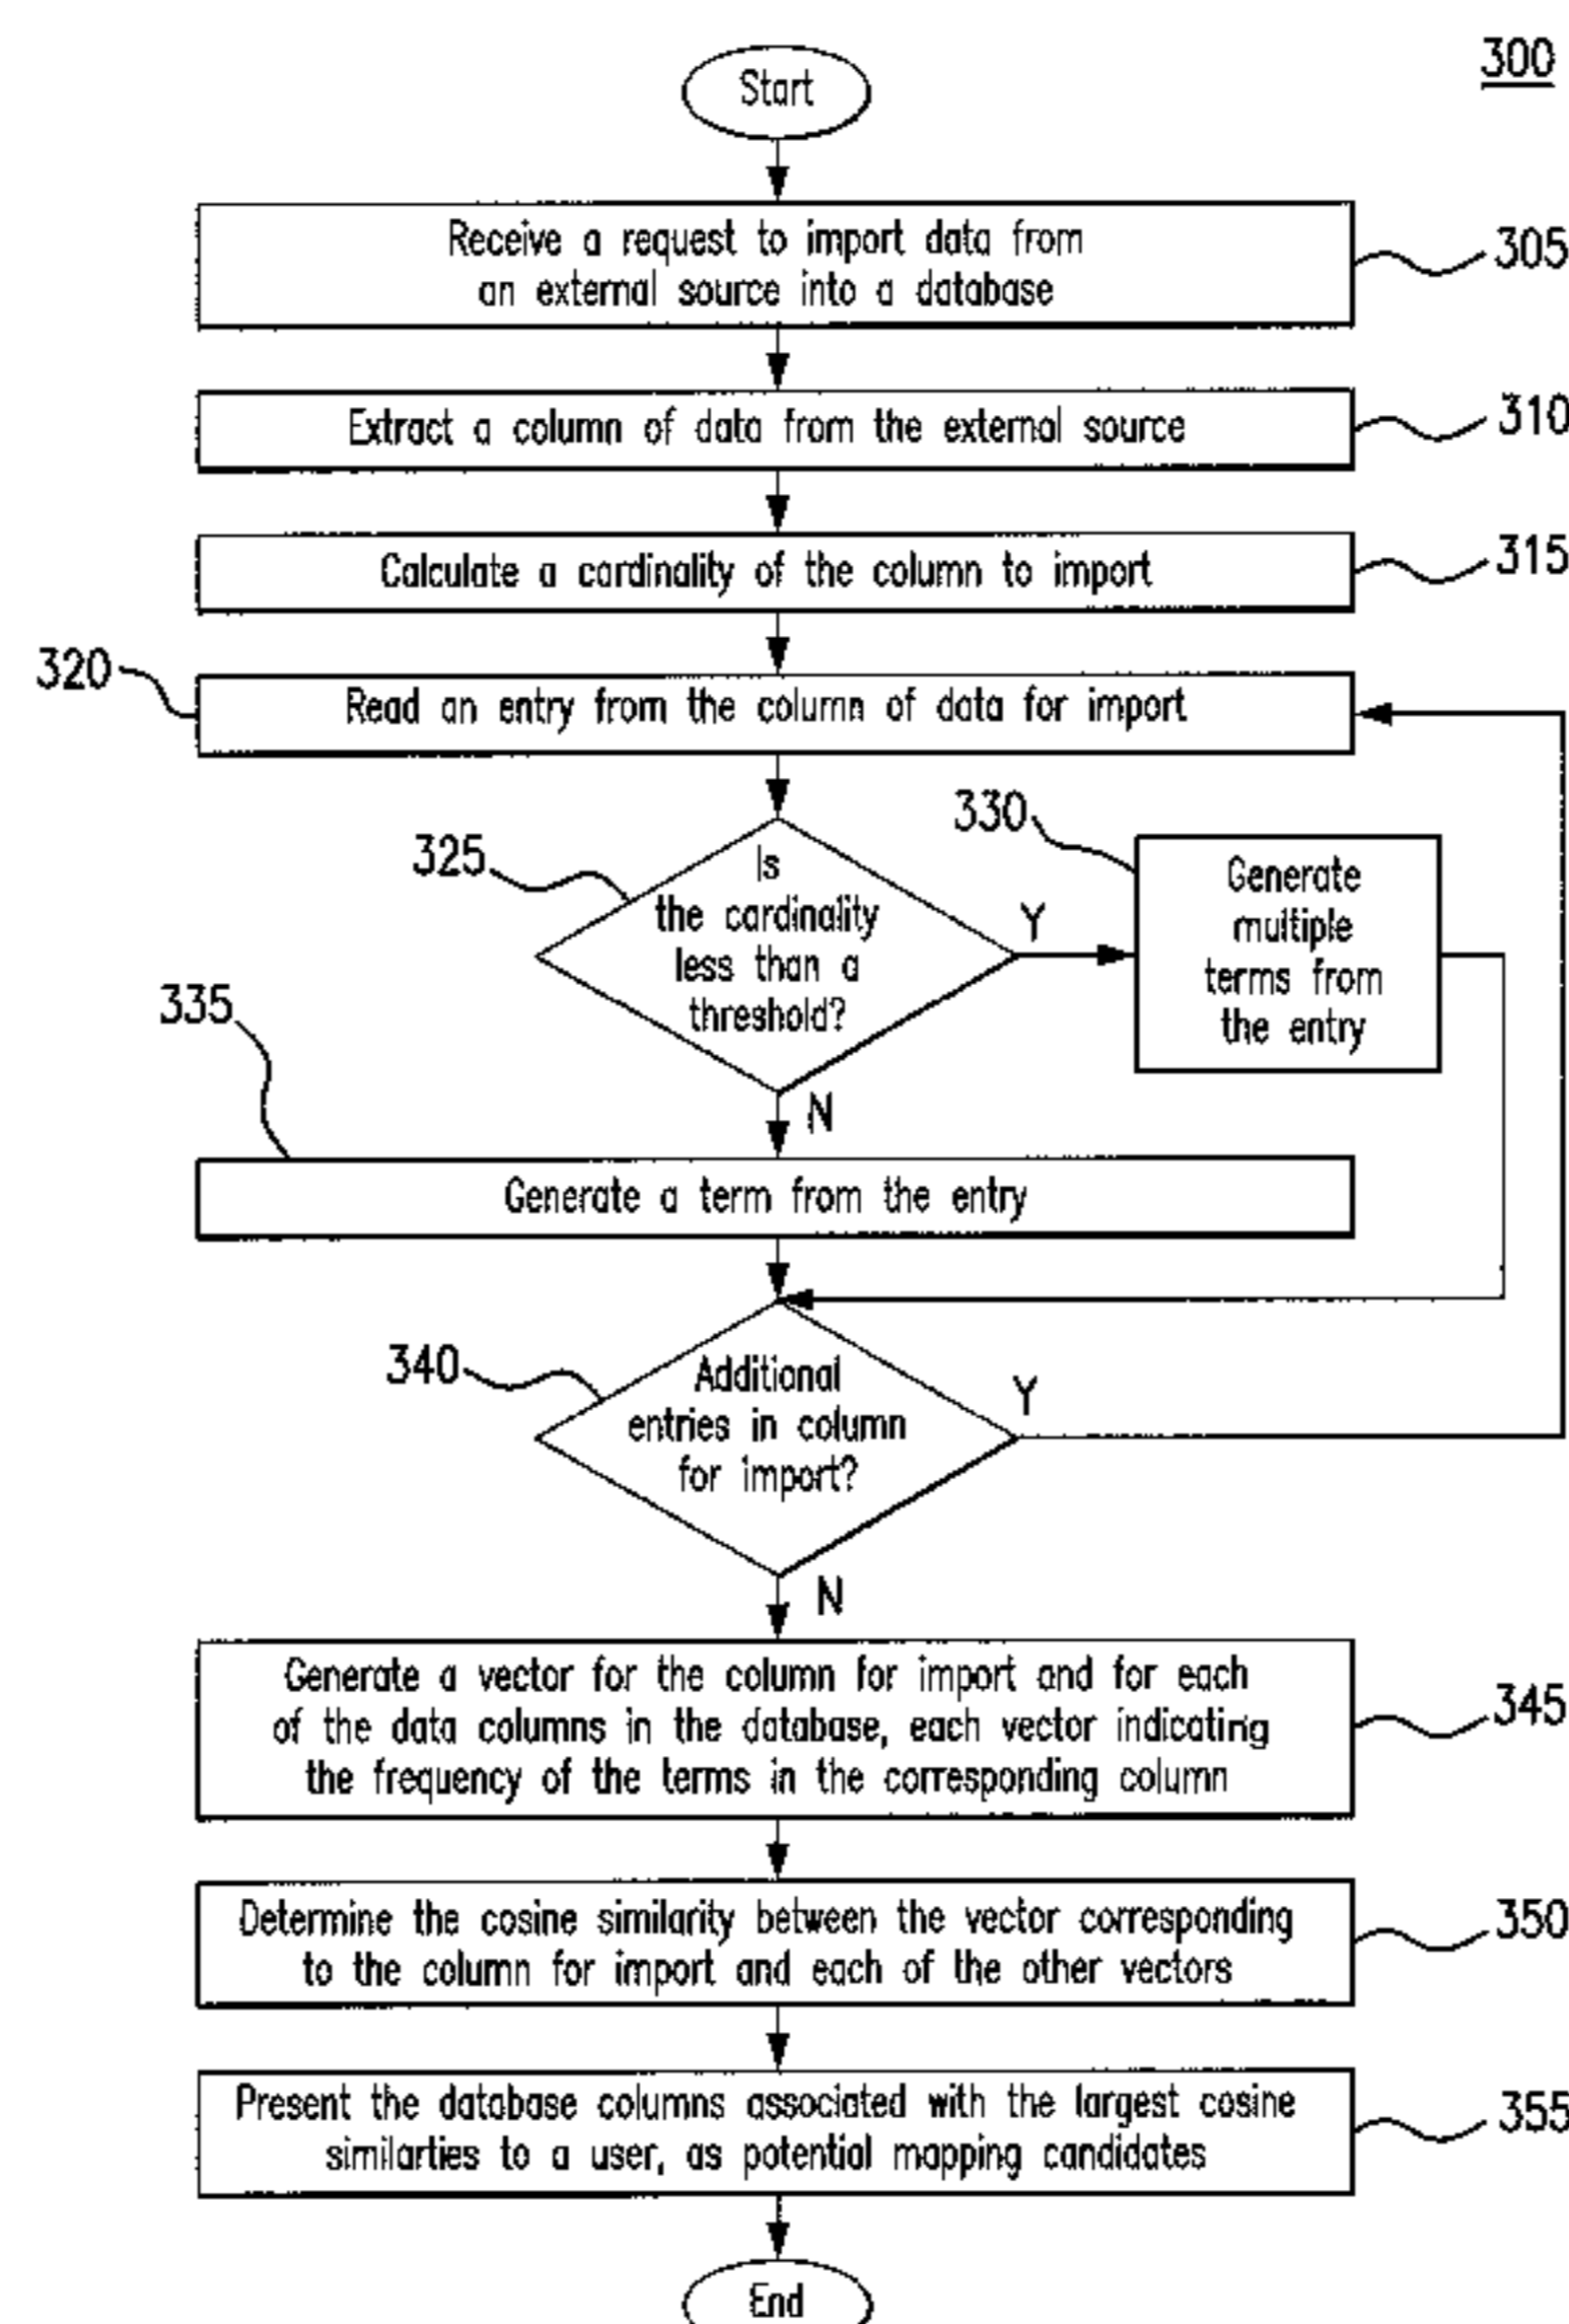 300
Start
Receive a request to import data from
an external source into a database
305
Extract a column of data from the external source
310
Calculate a cardinality of the column to import
315
320
Read an entry from the column of data for import
325
Is
the cardinality
less than a
threshold?
Y
330
Generate
multiple
terms from
the entry
335
N
Generate a term from the entry
340
Additional
entries in column
for import?
Y
N
Generate a vector for the column for import and for each
of the data columns in the database, each vector indicating
the frequency of the terms in the corresponding column
345
Determine the cosine similarity between the vector corresponding
to the column for import and each of the other vectors
350
Present the database columns associated with the largest cosine
similarties to a user, as potential mapping candidates
355
End